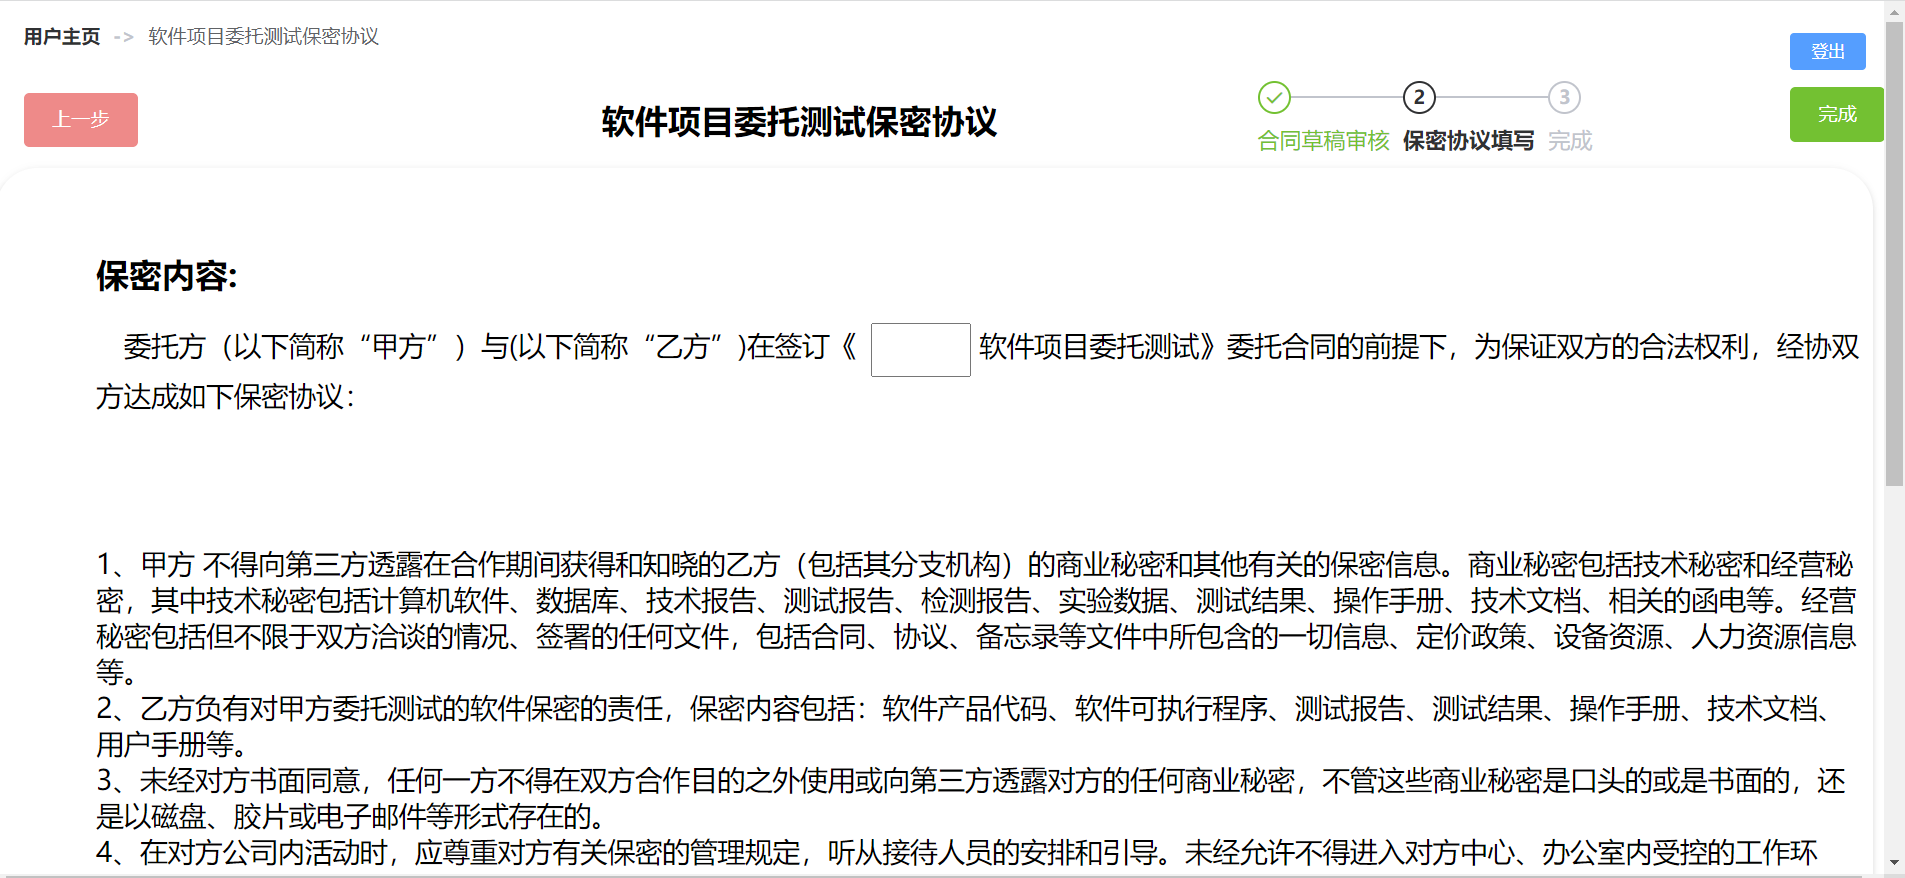 用户主页 -> 软件项目委托测试保密协议
登出
上一步
软件项目委托测试保密协议
2
3
合同草稿审核 保密协议填写 完成
完成
保密内容:
委托方（以下简称“甲方”）与(以下简称“乙方”)在签订《 软件项目委托测试》委托合同的前提下，为保证双方的合法权利，经协双
方达成如下保密协议：
1、甲方 不得向第三方透露在合作期间获得和知晓的乙方（包括其分支机构）的商业秘密和其他有关的保密信息。商业秘密包括技术秘密和经营秘
密，其中技术秘密包括计算机软件、数据库、技术报告、测试报告、检测报告、实验数据、测试结果、操作手册、技术文档、相关的函电等。经营
秘密包括但不限于双方洽谈的情况、签署的任何文件，包括合同、协议、备忘录等文件中所包含的一切信息、定价政策、设备资源、人力资源信息
等。
2、乙方负有对甲方委托测试的软件保密的责任，保密内容包括：软件产品代码、软件可执行程序、测试报告、测试结果、操作手册、技术文档、
用户手册等。
3、未经对方书面同意，任何一方不得在双方合作目的之外使用或向第三方透露对方的任何商业秘密，不管这些商业秘密是口头的或是书面的，还
是以磁盘、胶片或电子邮件等形式存在的。
4、在对方公司内活动时，应尊重对方有关保密的管理规定，听从接待人员的安排和引导。未经允许不得进入对方中心、办公室内受控的工作环